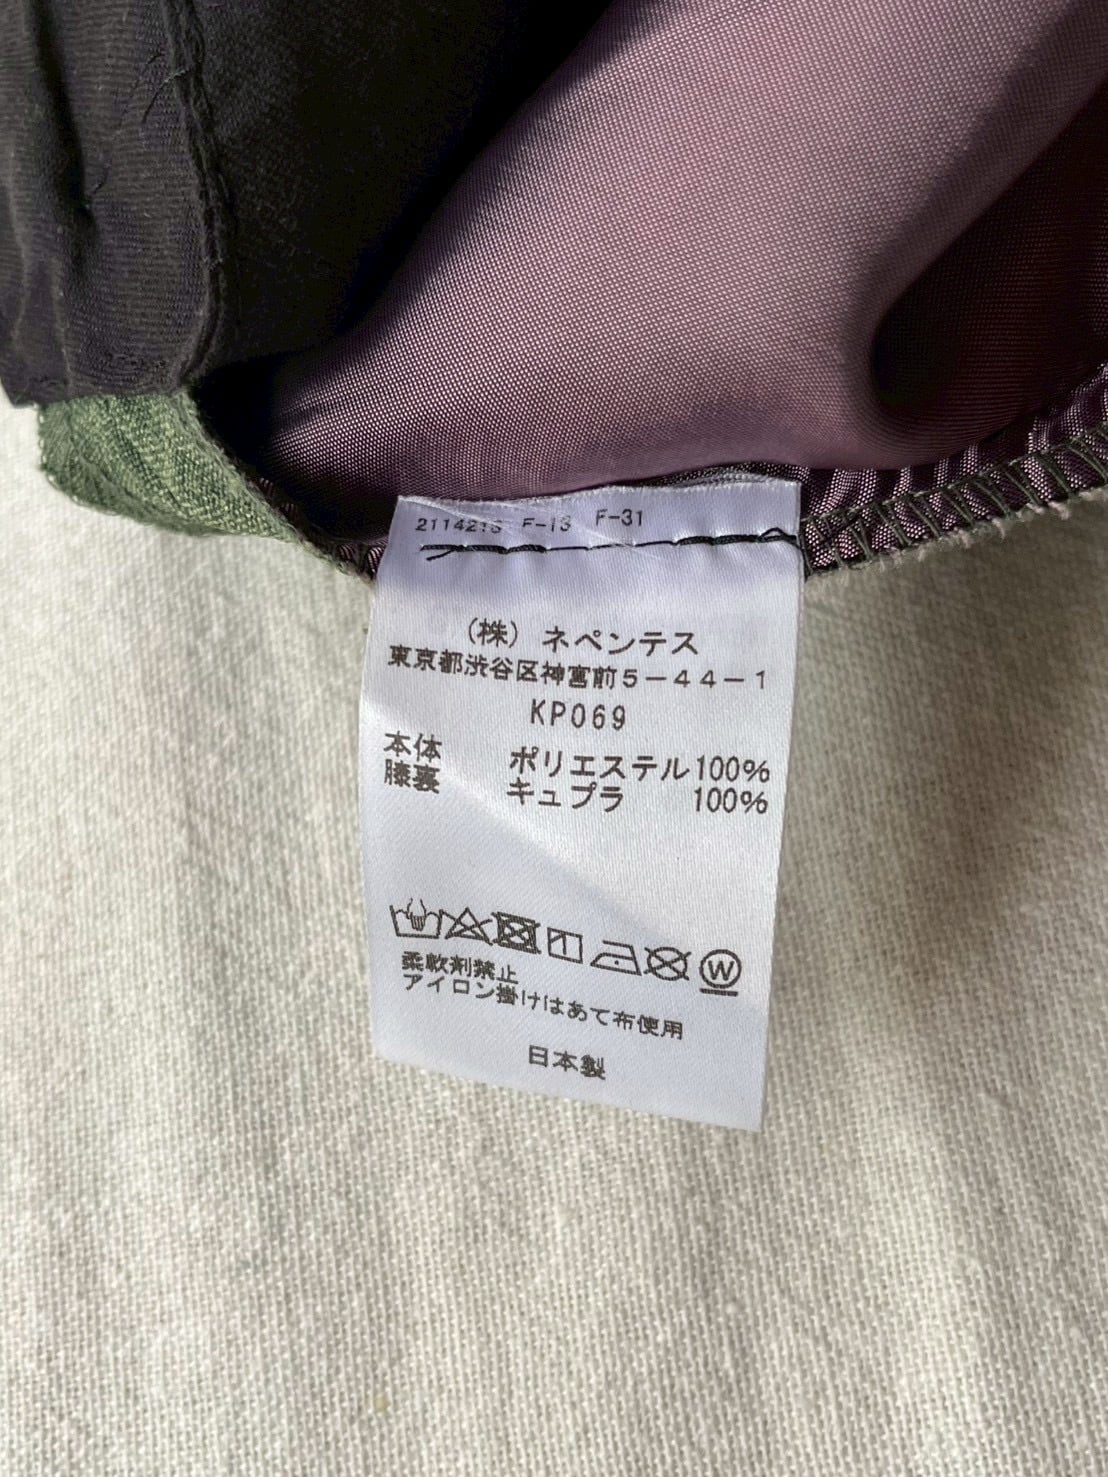 F-31
(株) ネペンテス
東京都渋谷区神宮前5-44-1
KP069
本体 ポリエステル100%
膝裏 キュプラ 100%
W
柔軟剤禁止
アイロン掛けはあて布使用
日本製